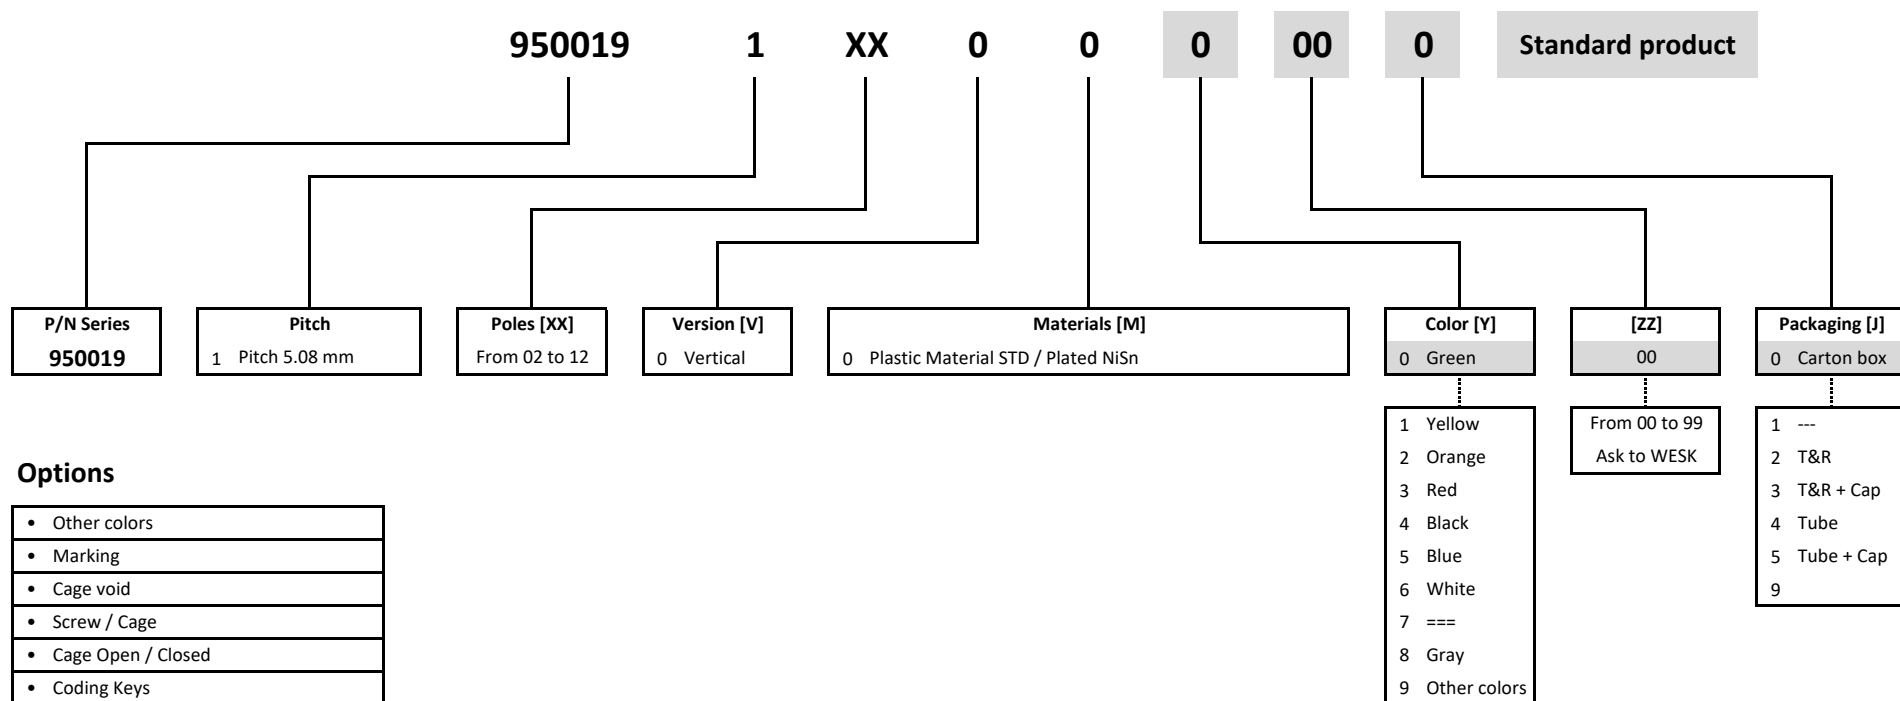 950019 1 XX 0 0 0 00 0 Standard product
P/N Series Pitch Poles [XX] Version [V] Materials [M] Color [Y] [ZZ] Packaging [J]
950019 1 Pitch 5.08 mm From 02 to 12 0 Vertical 0 Plastic Material STD / Plated NiSn 0 Green 00 0 Carton box
1 Yellow From 00 to 99 1 ---
2 Orange Ask to WESK 2 T&R
3 Red 3 T&R + Cap
4 Black 4 Tube
5 Blue 5 Tube + Cap
6 White 9
7 ===
8 Gray
9 Other colors
Options
• Other colors
• Marking
• Cage void
• Screw / Cage
• Cage Open / Closed
• Coding Keys